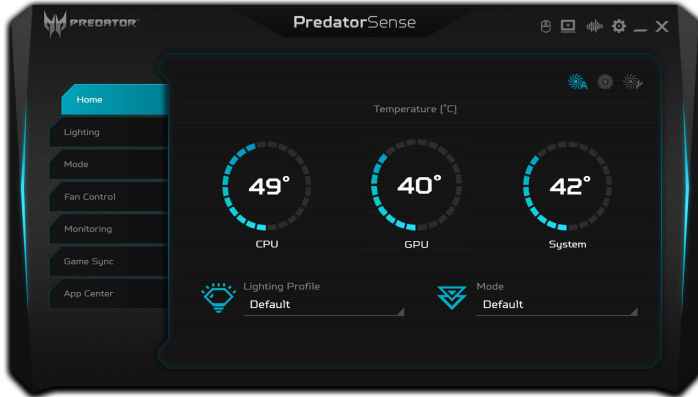 PREDATOR
PredatorSense
Home
Lighting
Mode
Fan Control
Monitoring
Game Sync
App Center
A
Temperature (°C)
49°
CPU
40°
GPU
42°
System
Lighting Profile
Default
Mode
Default